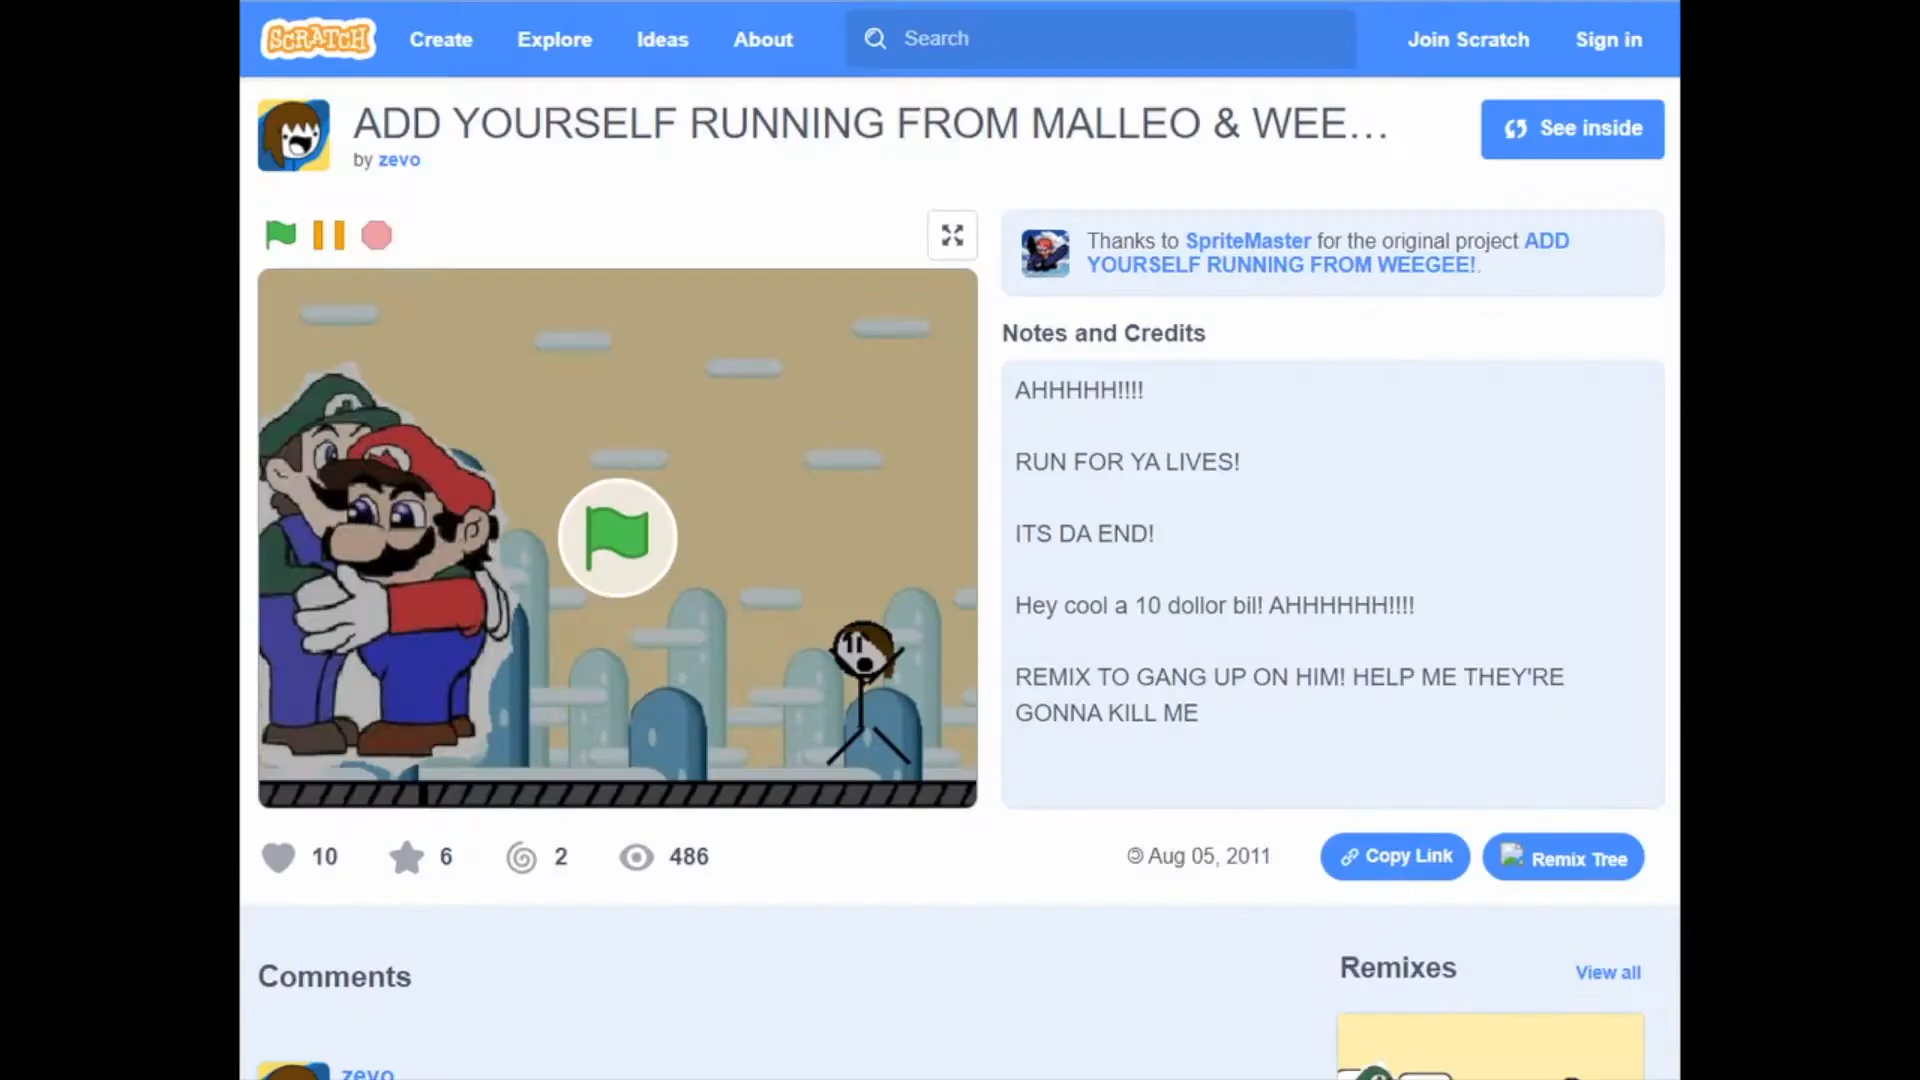 SCRATCH Create Explore Ideas About Search Join Scratch Sign in
ADD YOURSELF RUNNING FROM MALLEO & WEE...
by zevo
See inside
Thanks to SpriteMaster for the original project ADD
YOURSELF RUNNING FROM WEEGEE!.
Notes and Credits
AHHHHH!!!!
RUN FOR YA LIVES!
ITS DA END!
Hey cool a 10 dollor bil! AHHHHHH!!!!
REMIX TO GANG UP ON HIM! HELP ME THEY'RE
GONNA KILL ME
10 6 2 486
Aug 05, 2011
Copy Link
Remix Tree
Comments
Remixes
View all
zevo